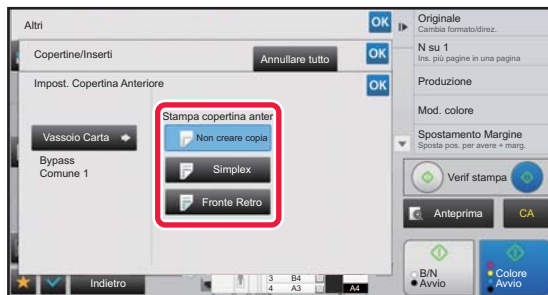 Altri
OK
Copertine/Inserti
Annullare tutto
OK
Impost. Copertina Anteriore
OK
Stampa copertina anter
Vassoio Carta
Bypass
Comune 1
Non creare copia
Simplex
Fronte Retro
Indietro
3 B4
4 A3
A4
Originale
Cambia formato/direz.
N su 1
Ins. più pagine in una pagina
Produzione
Mod. colore
Spostamento Margine
Sposta pos. per avere + marg.
Verif stampa
Anteprima
CA
B/N
Avvio
Colore
Avvio